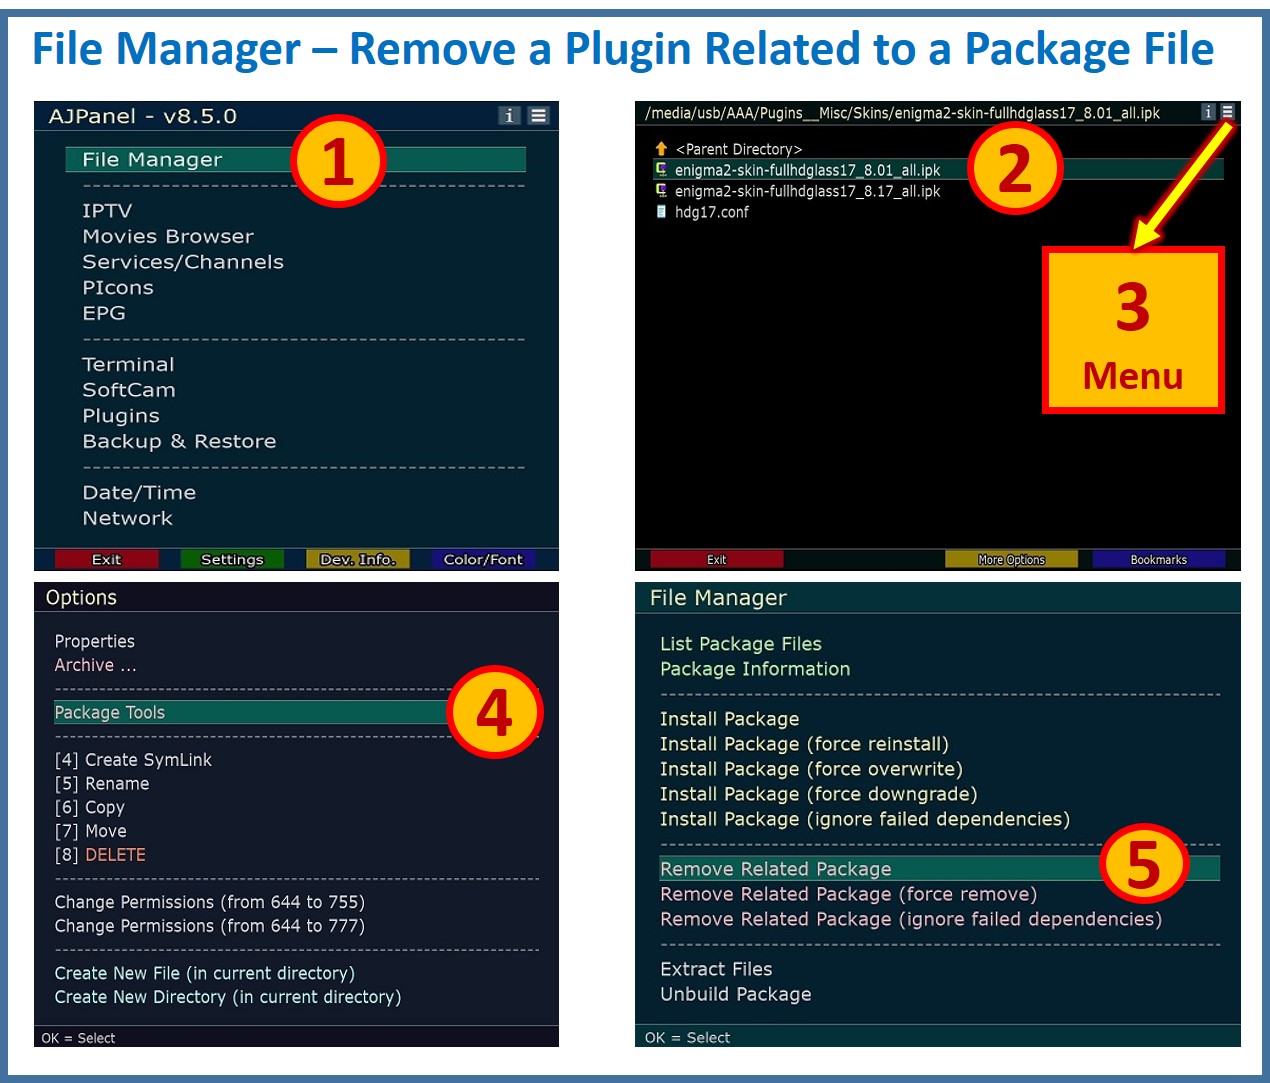 File Manager – Remove a Plugin Related to a Package File
AJPanel - v8.5.0
i
File Manager
1
IPTV
Movies Browser
Services/Channels
PIcons
EPG
Terminal
SoftCam
Plugins
Backup & Restore
Date/Time
Network
Exit Settings Dev. Info. Color/Font
/media/usb/AAA/Pugins__Misc/Skins/enigma2-skin-fullhdglass17_8.01_all.ipk
i
<Parent Directory>
enigma2-skin-fullhdglass17_8.01_all.ipk
enigma2-skin-fullhdglass17_8.17_all.ipk
hdg17.conf
2
3
Menu
Exit More Options Bookmarks
Options
Properties
Archive ...
Package Tools
4
[4] Create SymLink
[5] Rename
[6] Copy
[7] Move
[8] DELETE
Change Permissions (from 644 to 755)
Change Permissions (from 644 to 777)
Create New File (in current directory)
Create New Directory (in current directory)
OK = Select
File Manager
List Package Files
Package Information
Install Package
Install Package (force reinstall)
Install Package (force overwrite)
Install Package (force downgrade)
Install Package (ignore failed dependencies)
Remove Related Package
5
Remove Related Package (force remove)
Remove Related Package (ignore failed dependencies)
Extract Files
Unbuild Package
OK = Select